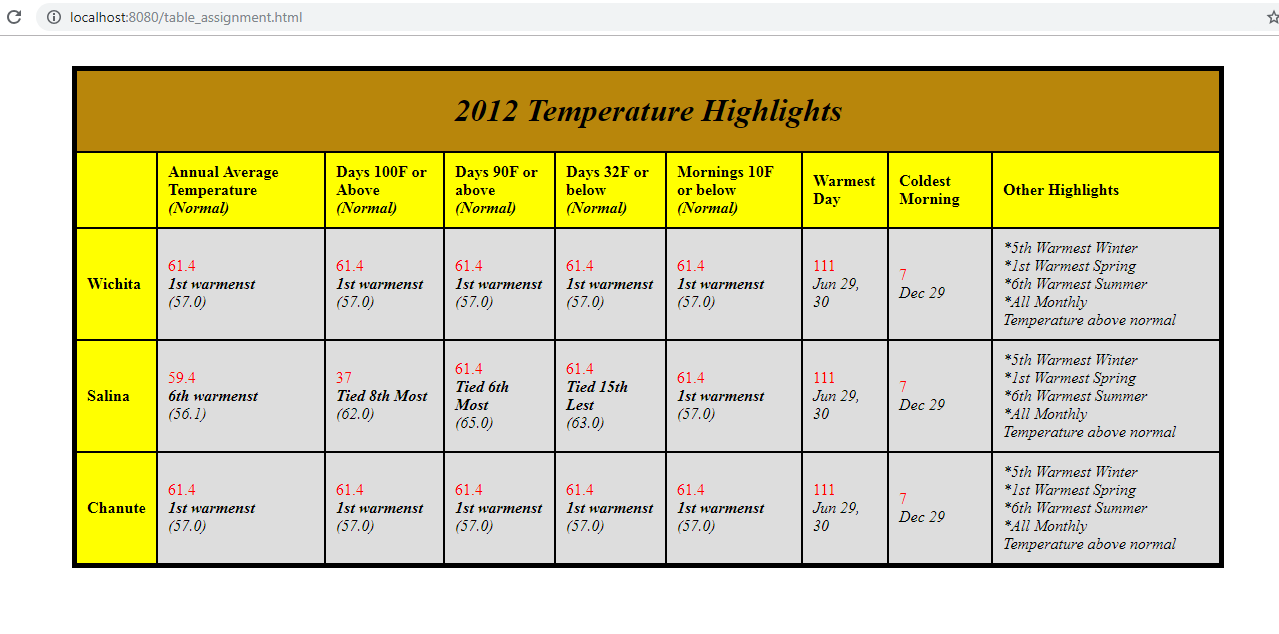 localhost:8080/table_assignment.html
2012 Temperature Highlights
Annual Average
Temperature
(Normal)
Days 100F or
Above
(Normal)
Days 90F or
above
(Normal)
Days 32F or
below
(Normal)
Mornings 10F
or below
(Normal)
Warmest
Day
Coldest
Morning
Other Highlights
Wichita
61.4
1st warmenst
(57.0)
61.4
1st warmenst
(57.0)
61.4
1st warmenst
(57.0)
61.4
1st warmenst
(57.0)
61.4
1st warmenst
(57.0)
111
Jun 29,
30
7
Dec 29
*5th Warmest Winter
*1st Warmest Spring
*6th Warmest Summer
*All Monthly
Temperature above normal
Salina
59.4
6th warmenst
(56.1)
37
Tied 8th Most
(62.0)
61.4
Tied 6th
Most
(65.0)
61.4
Tied 15th
Lest
(63.0)
61.4
1st warmenst
(57.0)
111
Jun 29,
30
7
Dec 29
*5th Warmest Winter
*1st Warmest Spring
*6th Warmest Summer
*All Monthly
Temperature above normal
Chanute
61.4
1st warmenst
(57.0)
61.4
1st warmenst
(57.0)
61.4
1st warmenst
(57.0)
61.4
1st warmenst
(57.0)
61.4
1st warmenst
(57.0)
111
Jun 29,
30
7
Dec 29
*5th Warmest Winter
*1st Warmest Spring
*6th Warmest Summer
*All Monthly
Temperature above normal